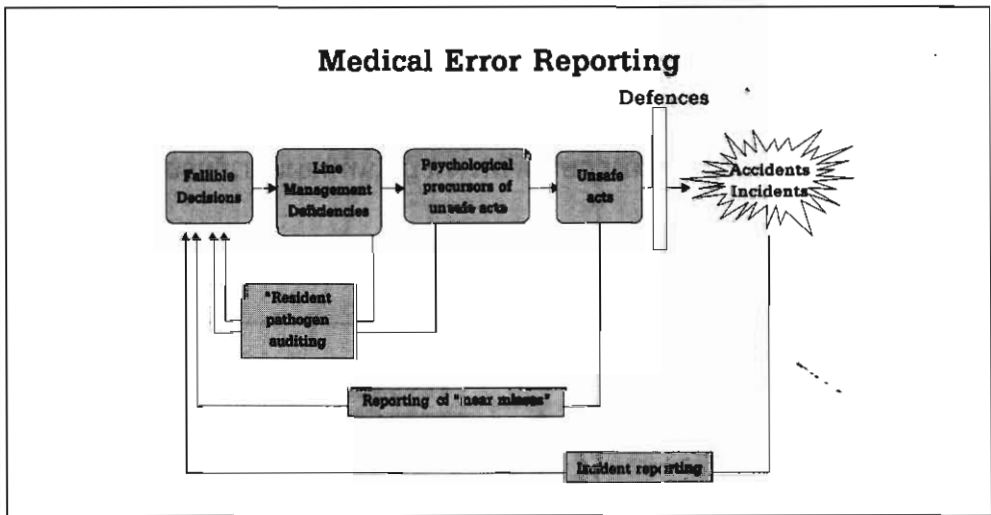 Medical Error Reporting
Defences
Fallible
Decisions
Line
Management
Deficiencies
Psychological
precursors of
unsafe acts
Unsafe
acts
Accidents
Incidents
"Resident
pathogen
auditing
Reporting of "near misses"
Incident reporting